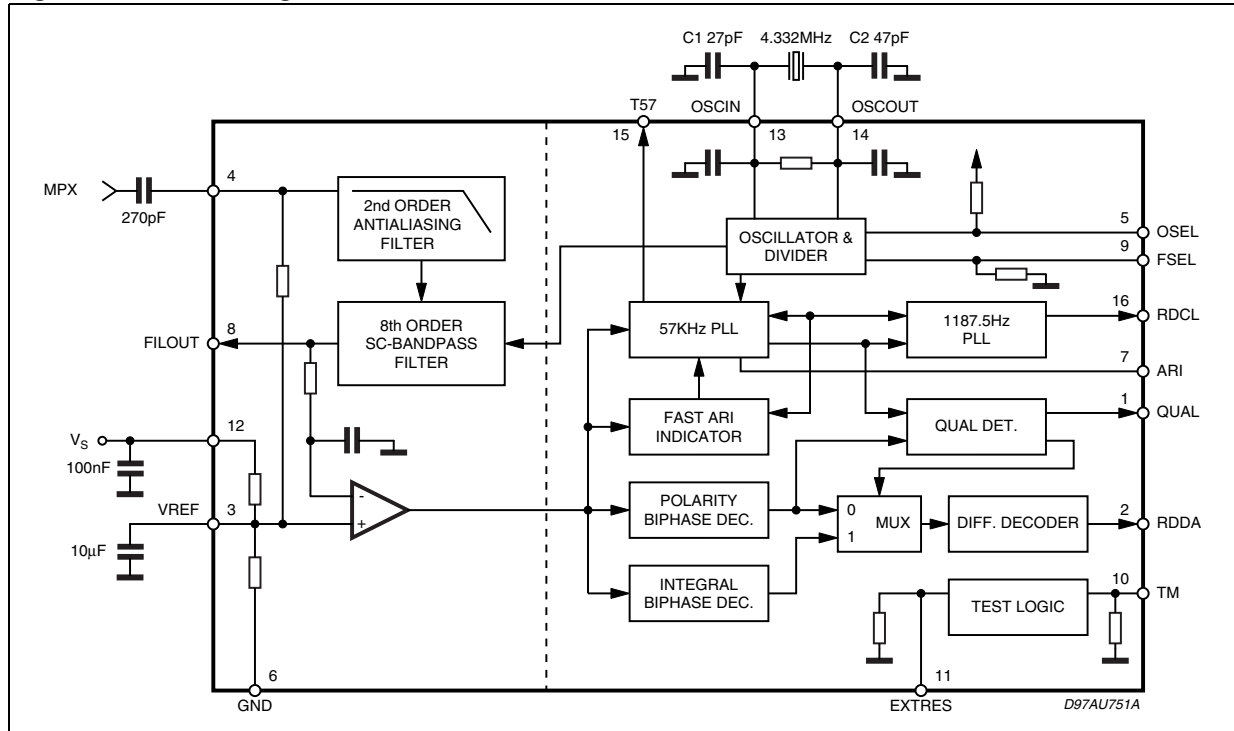 C1 27pF
4.332MHz
C2 47pF
T57
OSCIN
OSCOUT
15
13
14
MPX
270pF
4
2nd ORDER
ANTIALIASING
FILTER
OSCILLATOR &
DIVIDER
5
OSEL
9
FSEL
FILOUT
8
8th ORDER
SC-BANDPASS
FILTER
57KHz PLL
1187.5Hz
PLL
16
RDCL
7
ARI
FAST ARI
INDICATOR
QUAL DET.
1
QUAL
VS
12
100nF
VREF
3
10µF
-
+
POLARITY
BIPHASE DEC.
0
1
MUX
DIFF. DECODER
2
RDDA
INTEGRAL
BIPHASE DEC.
TEST LOGIC
10
TM
6
GND
11
EXTRES
D97AU751A